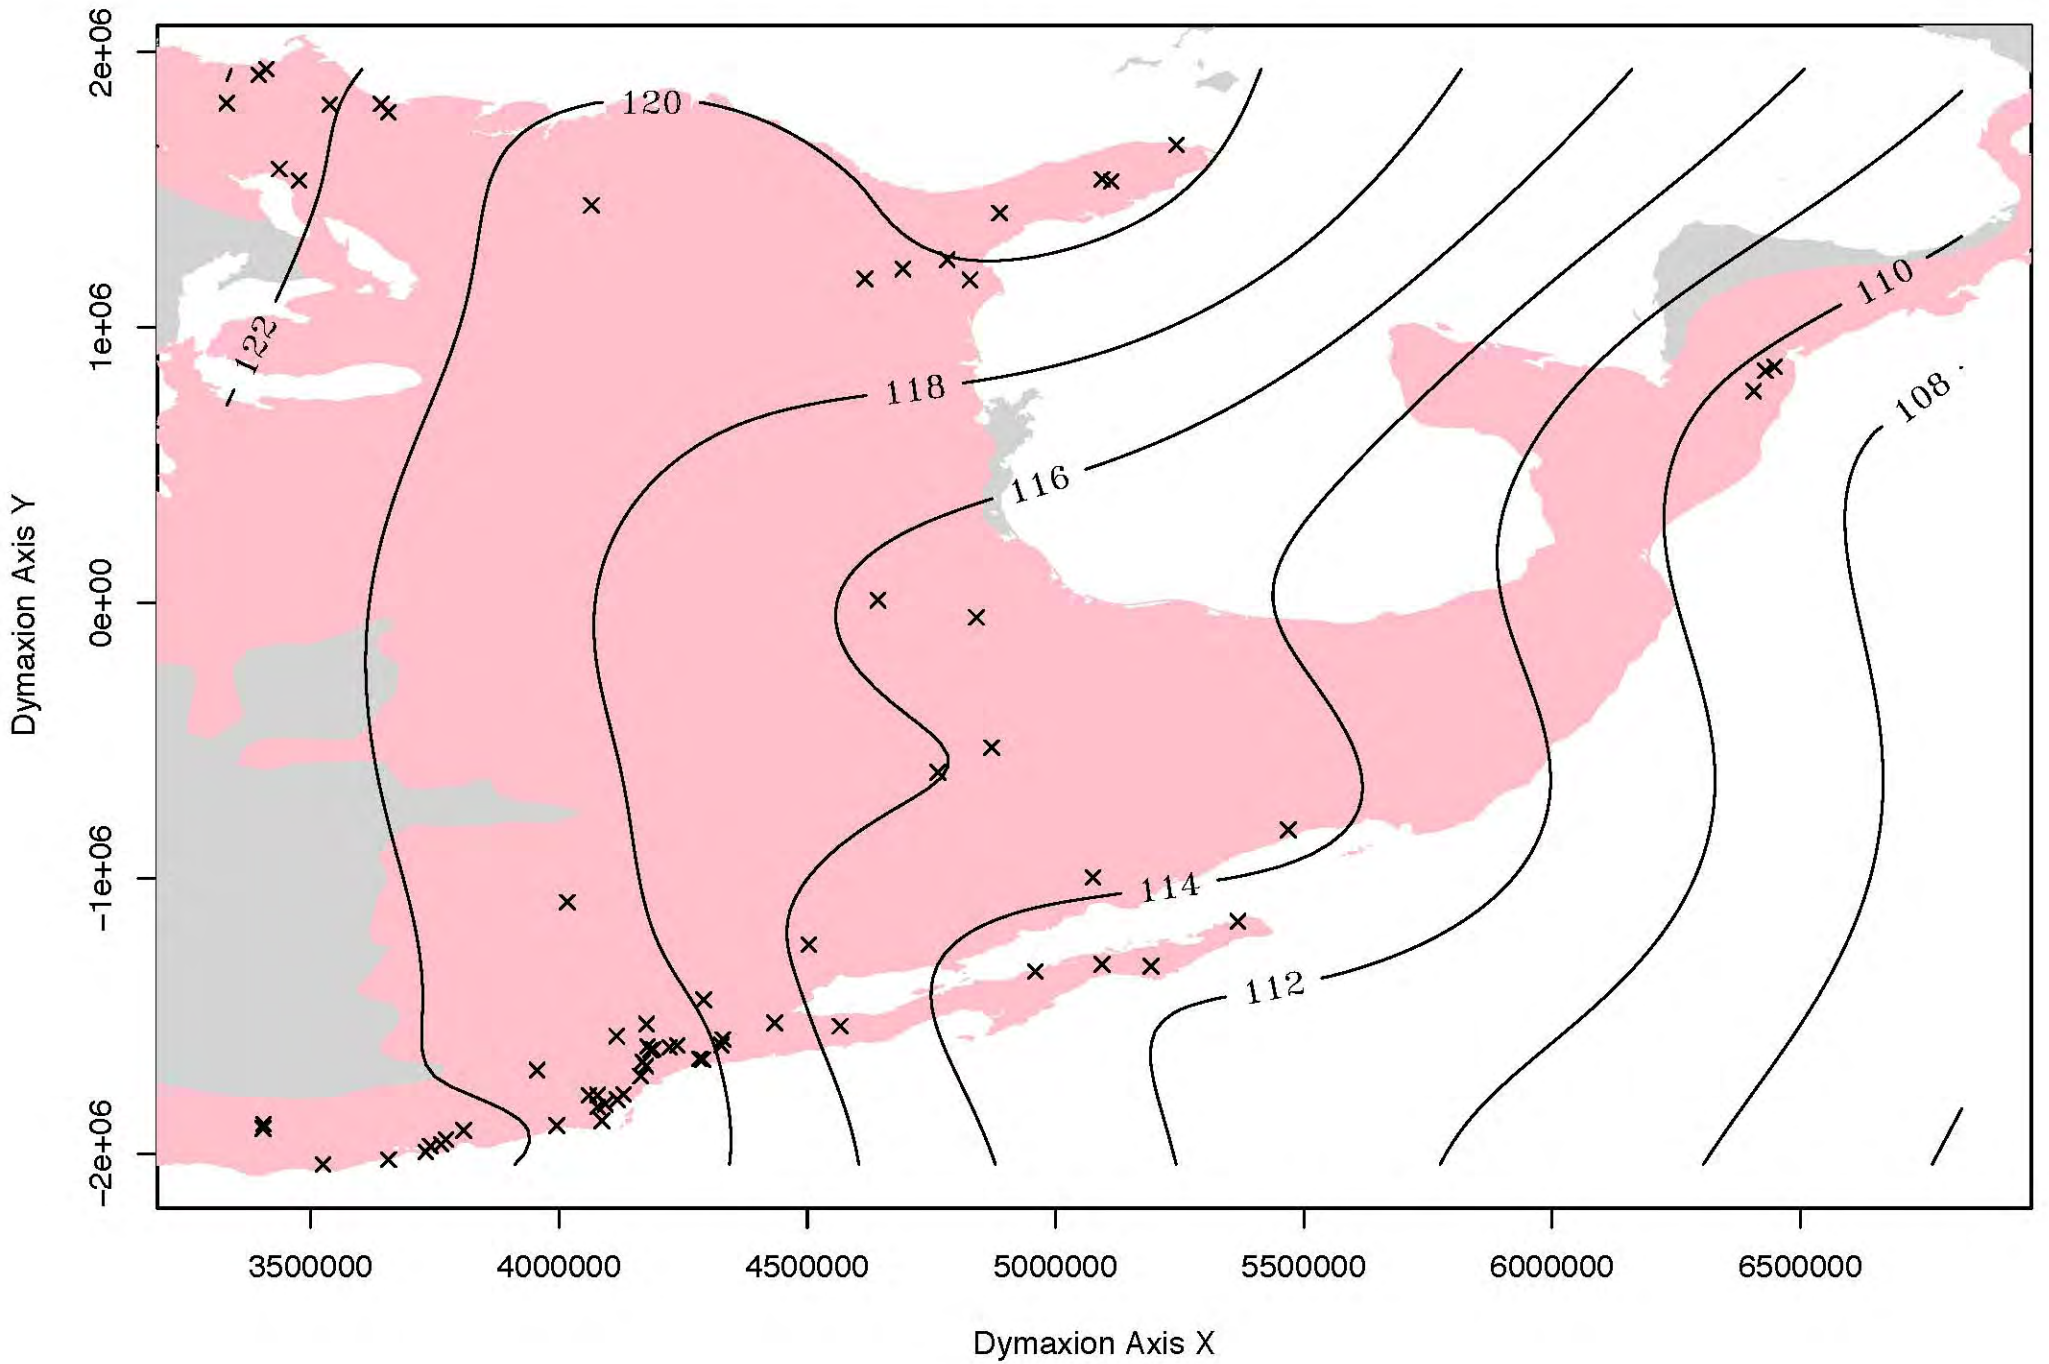 2e+06
1e+06
0e+00
−1e+06
−2e+06
Dymaxion Axis Y
120
122
118
116
114
112
110
108
3500000 4000000 4500000 5000000 5500000 6000000 6500000
Dymaxion Axis X